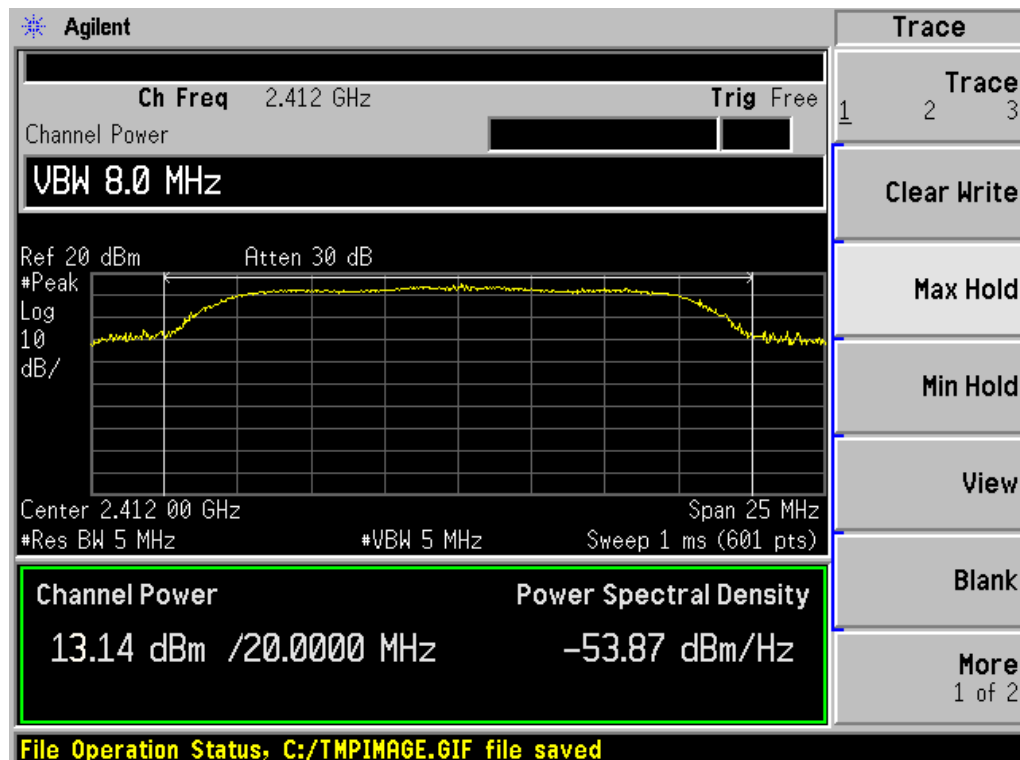 Agilent
Trace
Ch Freq 2.412 GHz Trig Free
Channel Power
VBW 8.0 MHz
Ref 20 dBm Atten 30 dB
#Peak
Log
10
dB/
Center 2.412 00 GHz Span 25 MHz
#Res BW 5 MHz #VBW 5 MHz Sweep 1 ms (601 pts)
Channel Power Power Spectral Density
13.14 dBm /20.0000 MHz -53.87 dBm/Hz
File Operation Status, C:/TMPIMAGE.GIF file saved
Trace
1 2 3
Clear Write
Max Hold
Min Hold
View
Blank
More
1 of 2